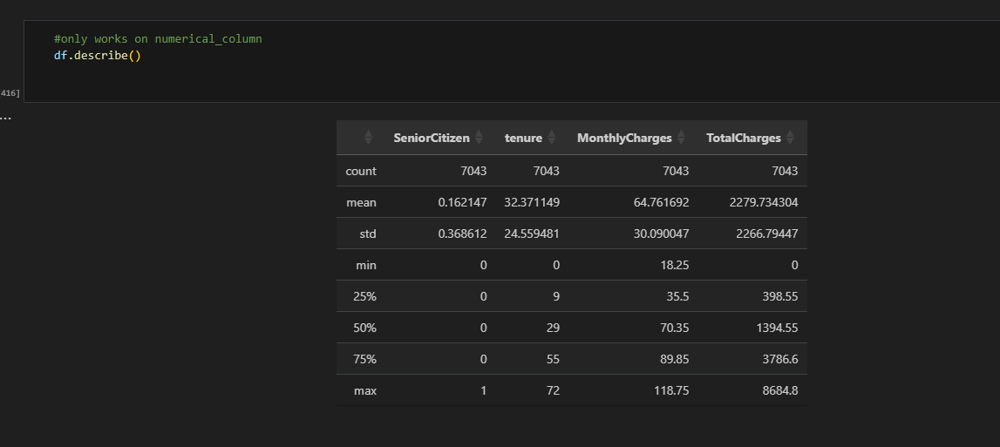 #only works on numerical_column
df.describe()
416]
...
SeniorCitizen tenure MonthlyCharges TotalCharges
count 7043 7043 7043 7043
mean 0.162147 32.371149 64.761692 2279.734304
std 0.368612 24.559481 30.090047 2266.79447
min 0 0 18.25 0
25% 0 9 35.5 398.55
50% 0 29 70.35 1394.55
75% 0 55 89.85 3786.6
max 1 72 118.75 8684.8